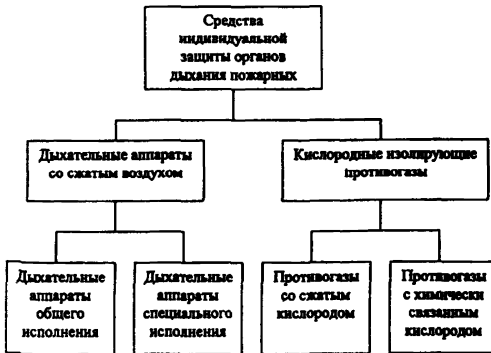 Средства
индивидуальной
защиты органов
дыхания пожарных
Дыхательные аппараты
со сжатым воздухом
Кислородные изолирующие
противогазы
Дыхательные
аппараты
общего
исполнения
Дыхательные
аппараты
специального
исполнения
Противогазы
со сжатым
кислородом
Противогазы
с химически
связанным
кислородом